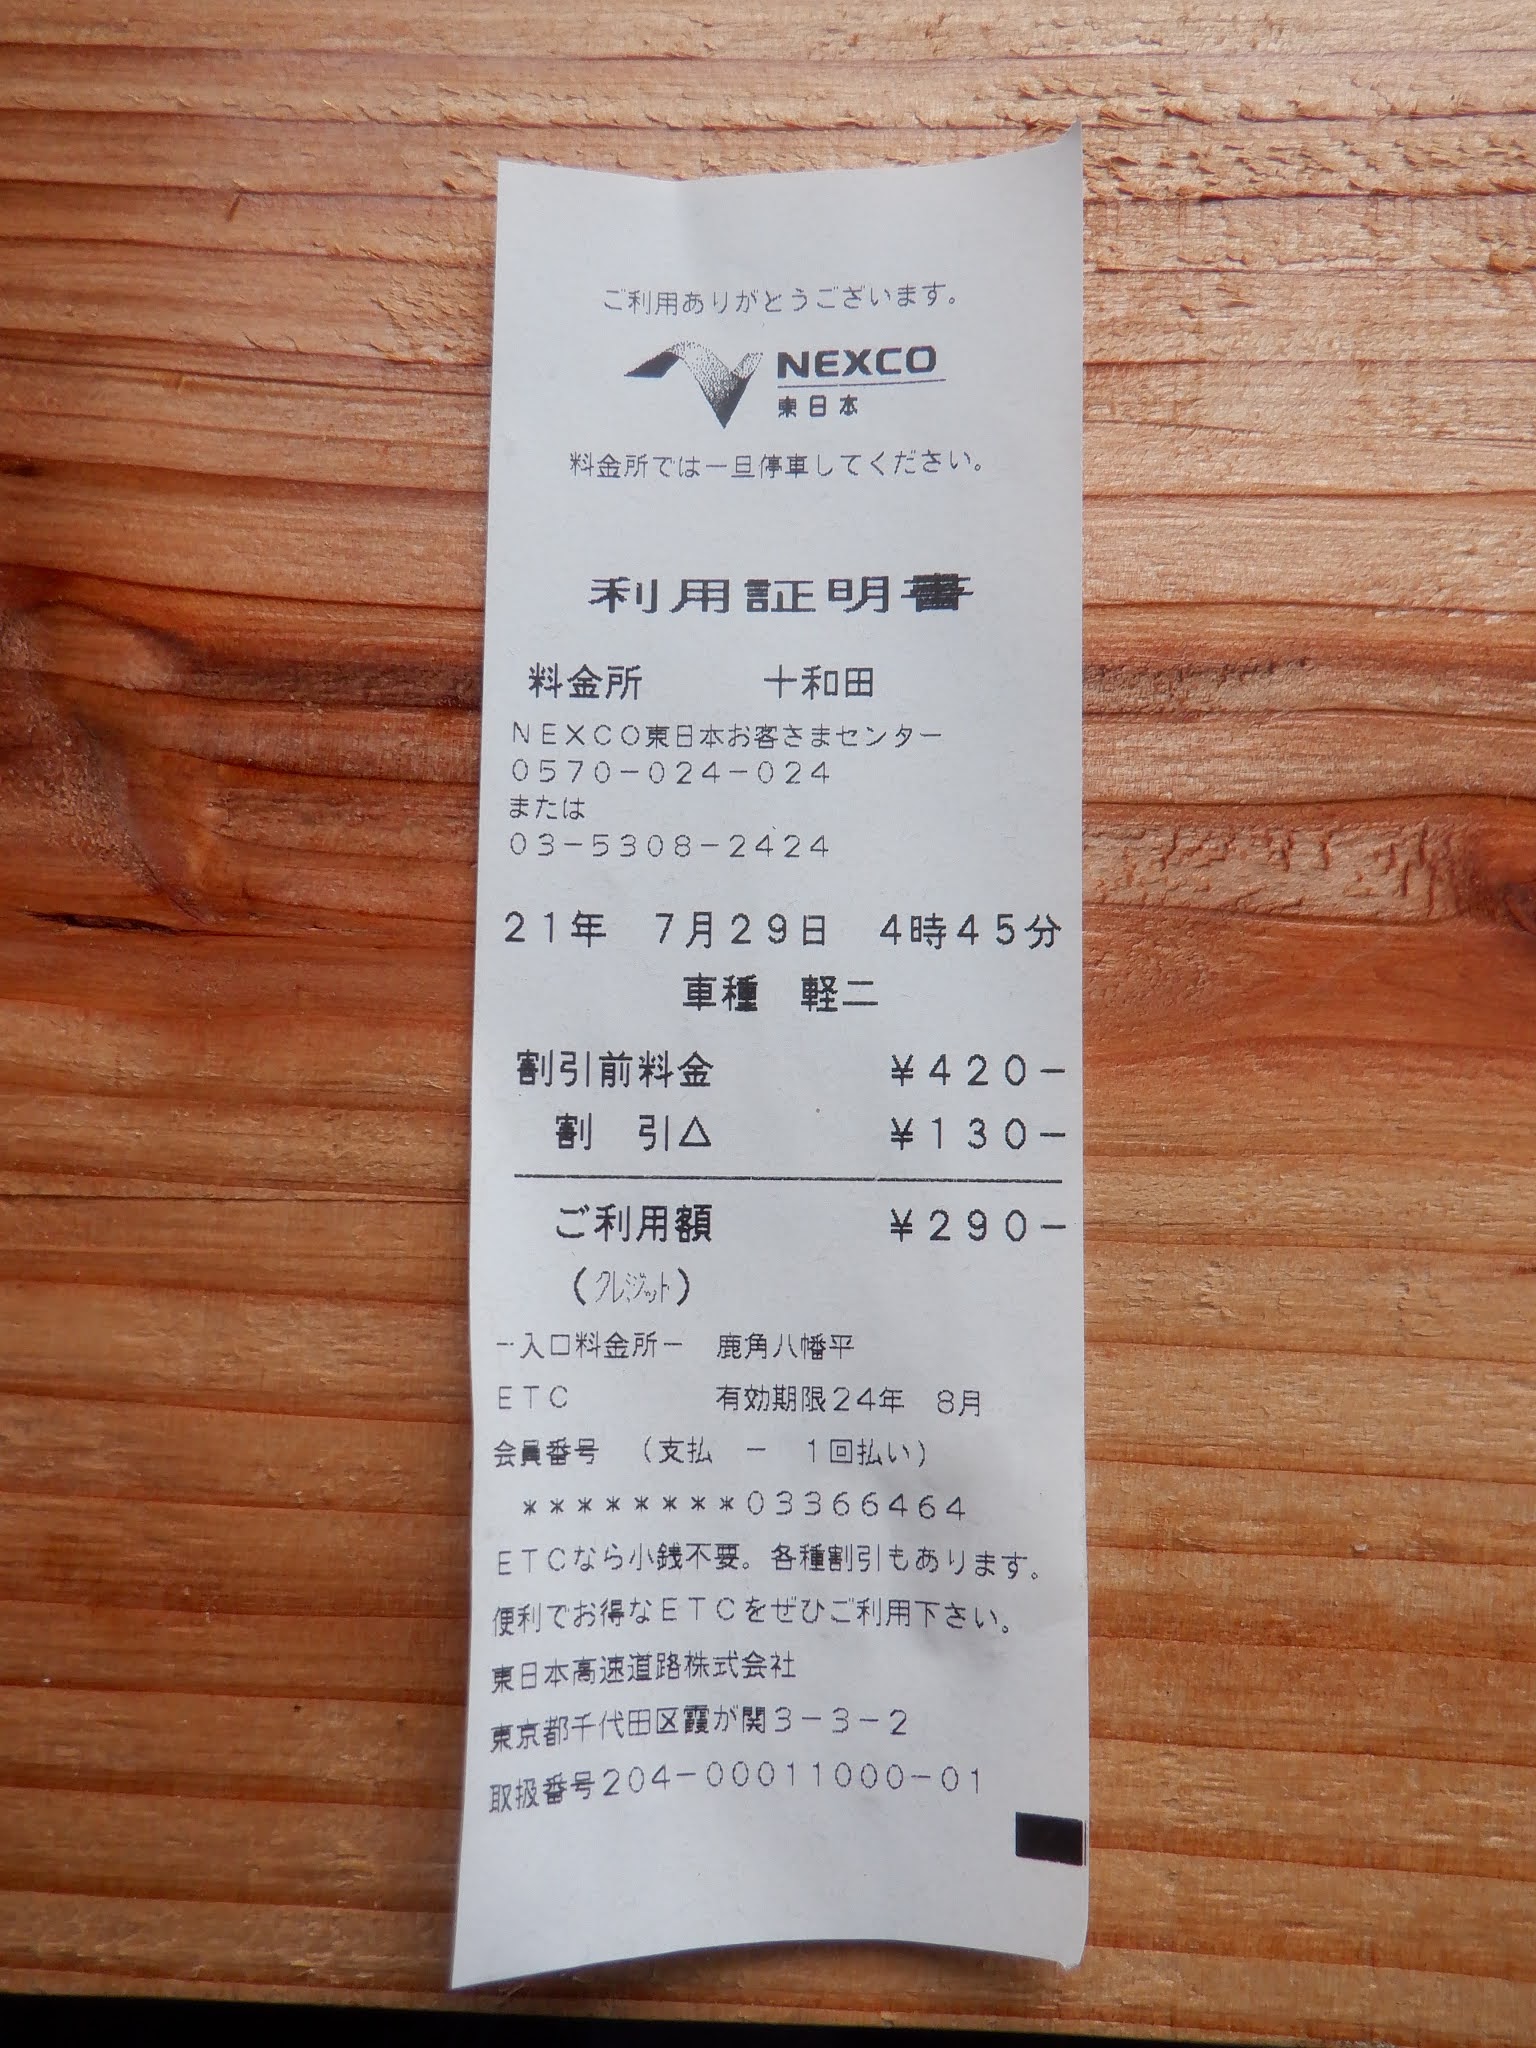 ご利用ありがとうございます。
NEXCO
東日本
料金所では一旦停車してください。
利用証明書
料金所 十和田
NEXCO東日本お客さまセンター
0570-024-024
または
03-5308-2424
21年 7月29日 4時45分
車種 軽二
割引前料金 ¥420-
割 引△ ¥130-
ご利用額 ¥290-
(クレジット)
-入口料金所- 鹿角八幡平
ETC 有効期限24年 8月
会員番号 (支払 - 1回払い)
********03366464
ETCなら小銭不要。各種割引もあります。
便利でお得なETCをぜひご利用下さい。
東日本高速道路株式会社
東京都千代田区霞が関3-3-2
取扱番号204-00011000-01